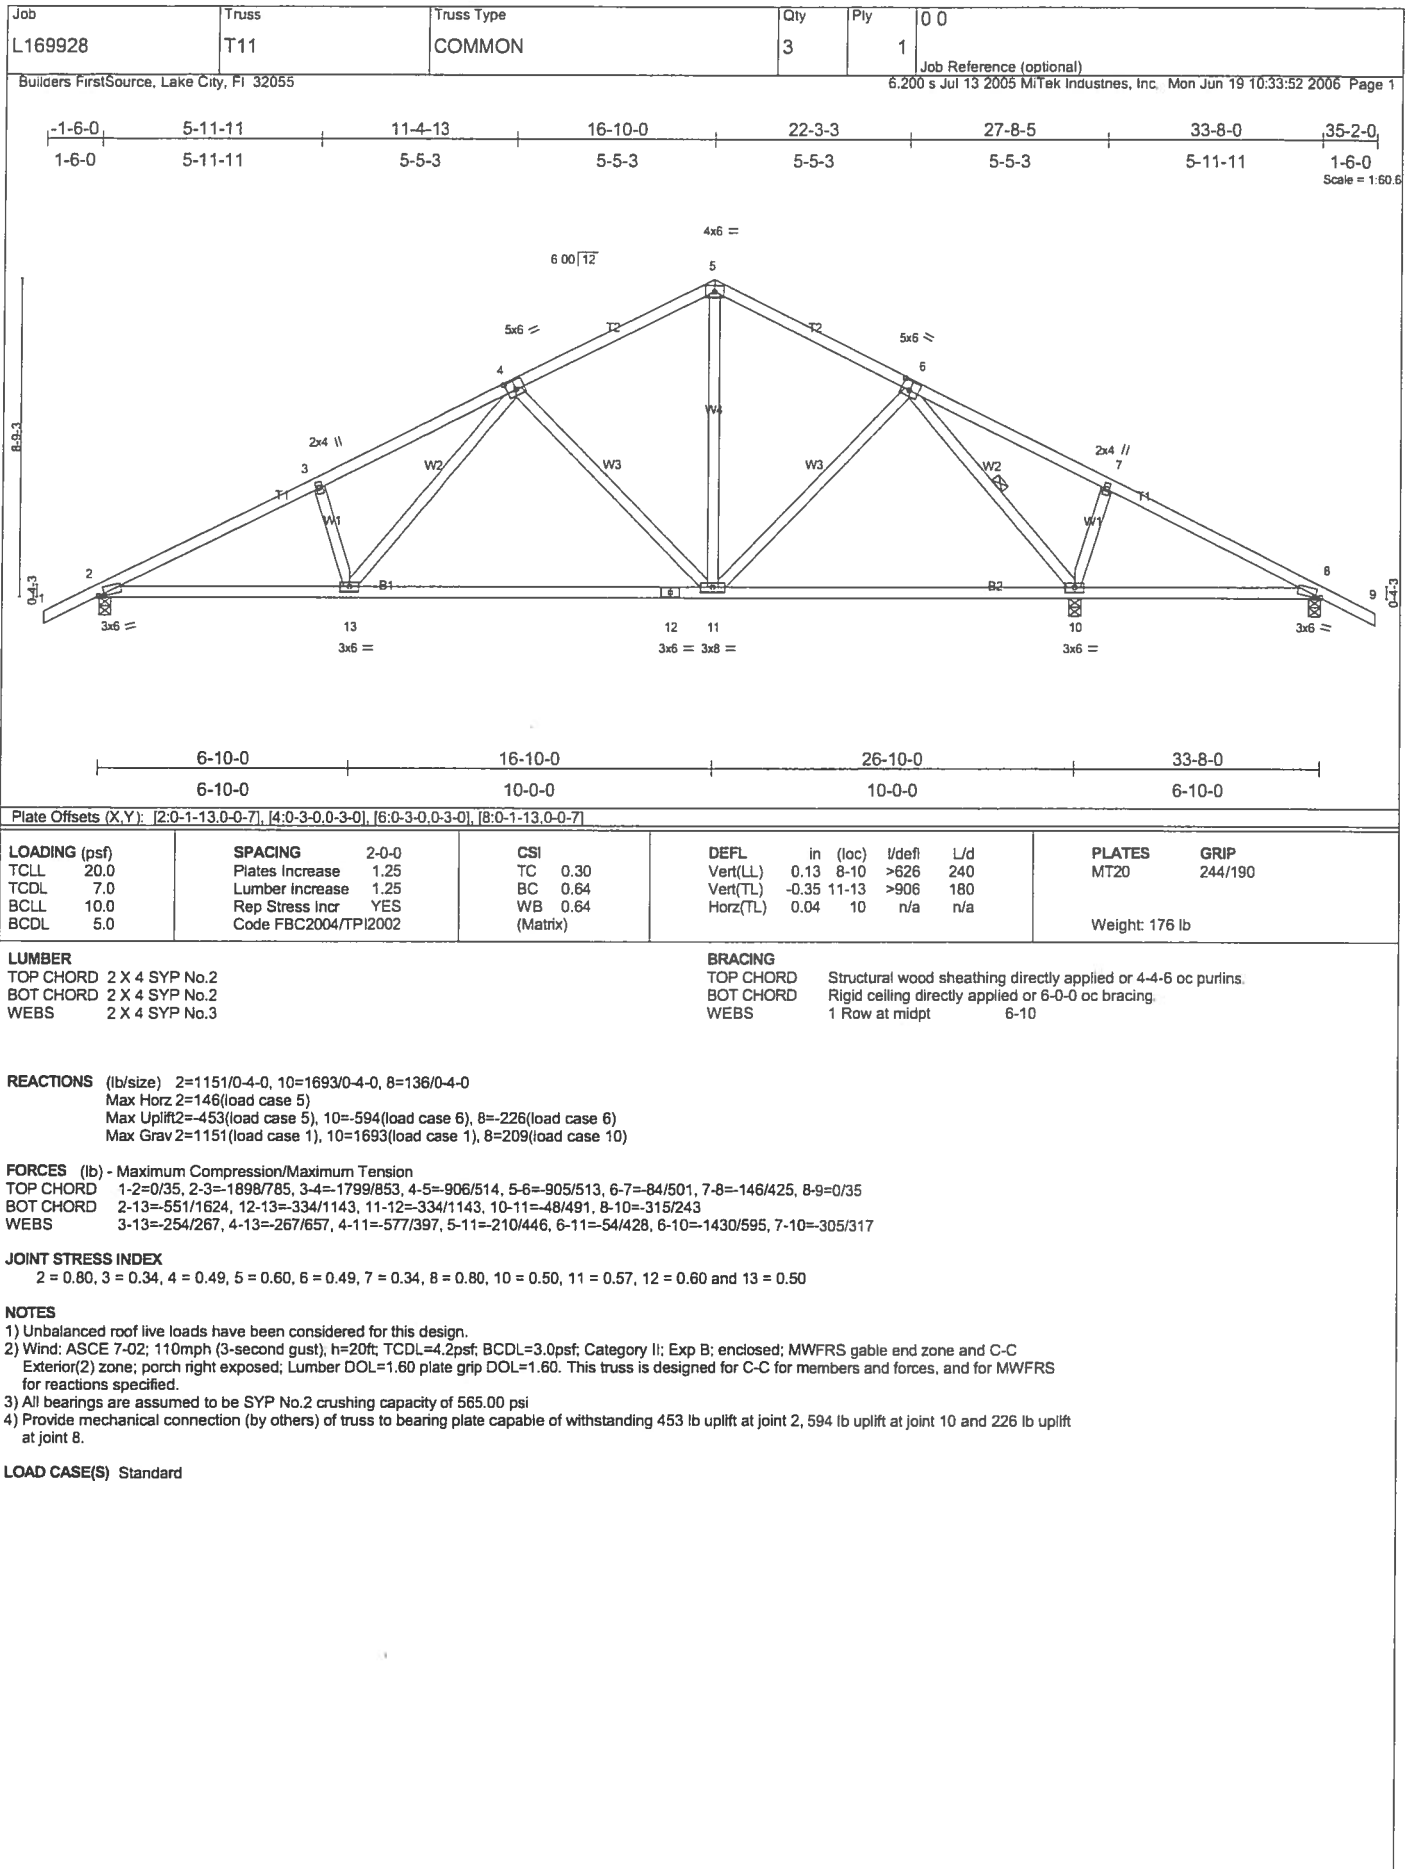 Job Truss Truss Type Qty Ply 0 0
L169928 T11 COMMON 3 1
Job Reference (optional)
Builders FirstSource, Lake City, Fl 32055 6.200 s Jul 13 2005 MiTek Industries, Inc. Mon Jun 19 10:33:52 2006 Page 1
-1-6-0 5-11-11 11-4-13 16-10-0 22-3-3 27-8-5 33-8-0 35-2-0
1-6-0 5-11-11 5-5-3 5-5-3 5-5-3 5-5-3 5-11-11 1-6-0
Scale = 1:60.6
4x6 =
6 00 12
5
5x6 =
T2
T2
5x6 =
4
6
8-9-3
W4
2x4 \\
2x4 //
3
W2
W3
W3
W2
7
T1
T1
W1
W1
2
B1
B2
8
0-4-3
1
9
0-4-3
3x6 =
13
12 11
10
3x6 =
3x6 =
3x6 = 3x8 =
3x6 =
6-10-0 16-10-0 26-10-0 33-8-0
6-10-0 10-0-0 10-0-0 6-10-0
Plate Offsets (X,Y): [2:0-1-13,0-0-7], [4:0-3-0,0-3-0], [6:0-3-0,0-3-0], [8:0-1-13,0-0-7]
LOADING (psf) SPACING 2-0-0 CSI DEFL in (loc) l/defl L/d PLATES GRIP
TCLL 20.0 Plates Increase 1.25 TC 0.30 Vert(LL) 0.13 8-10 >626 240 MT20 244/190
TCDL 7.0 Lumber Increase 1.25 BC 0.64 Vert(TL) -0.35 11-13 >906 180
BCLL 10.0 Rep Stress Incr YES WB 0.64 Horz(TL) 0.04 10 n/a n/a
BCDL 5.0 Code FBC2004/TPI2002 (Matrix) Weight: 176 lb
LUMBER
TOP CHORD 2 X 4 SYP No.2
BOT CHORD 2 X 4 SYP No.2
WEBS 2 X 4 SYP No.3
BRACING
TOP CHORD Structural wood sheathing directly applied or 4-4-6 oc purlins.
BOT CHORD Rigid ceiling directly applied or 6-0-0 oc bracing.
WEBS 1 Row at midpt 6-10
REACTIONS (lb/size) 2=1151/0-4-0, 10=1693/0-4-0, 8=136/0-4-0
Max Horz 2=146(load case 5)
Max Uplift2=-453(load case 5), 10=-594(load case 6), 8=-226(load case 6)
Max Grav 2=1151(load case 1), 10=1693(load case 1), 8=209(load case 10)
FORCES (lb) - Maximum Compression/Maximum Tension
TOP CHORD 1-2=0/35, 2-3=-1898/785, 3-4=-1799/853, 4-5=-906/514, 5-6=-905/513, 6-7=-84/501, 7-8=-146/425, 8-9=0/35
BOT CHORD 2-13=-551/1624, 12-13=-334/1143, 11-12=-334/1143, 10-11=-48/491, 8-10=-315/243
WEBS 3-13=-254/267, 4-13=-267/657, 4-11=-577/397, 5-11=-210/446, 6-11=-54/428, 6-10=-1430/595, 7-10=-305/317
JOINT STRESS INDEX
2 = 0.80, 3 = 0.34, 4 = 0.49, 5 = 0.60, 6 = 0.49, 7 = 0.34, 8 = 0.80, 10 = 0.50, 11 = 0.57, 12 = 0.60 and 13 = 0.50
NOTES
1) Unbalanced roof live loads have been considered for this design.
2) Wind: ASCE 7-02; 110mph (3-second gust); h=20ft; TCDL=4.2psf; BCDL=3.0psf; Category II; Exp B; enclosed; MWFRS gable end zone and C-C
Exterior(2) zone; porch right exposed; Lumber DOL=1.60 plate grip DOL=1.60. This truss is designed for C-C for members and forces, and for MWFRS
for reactions specified.
3) All bearings are assumed to be SYP No.2 crushing capacity of 565.00 psi
4) Provide mechanical connection (by others) of truss to bearing plate capable of withstanding 453 lb uplift at joint 2, 594 lb uplift at joint 10 and 226 lb uplift
at joint 8.
LOAD CASE(S) Standard